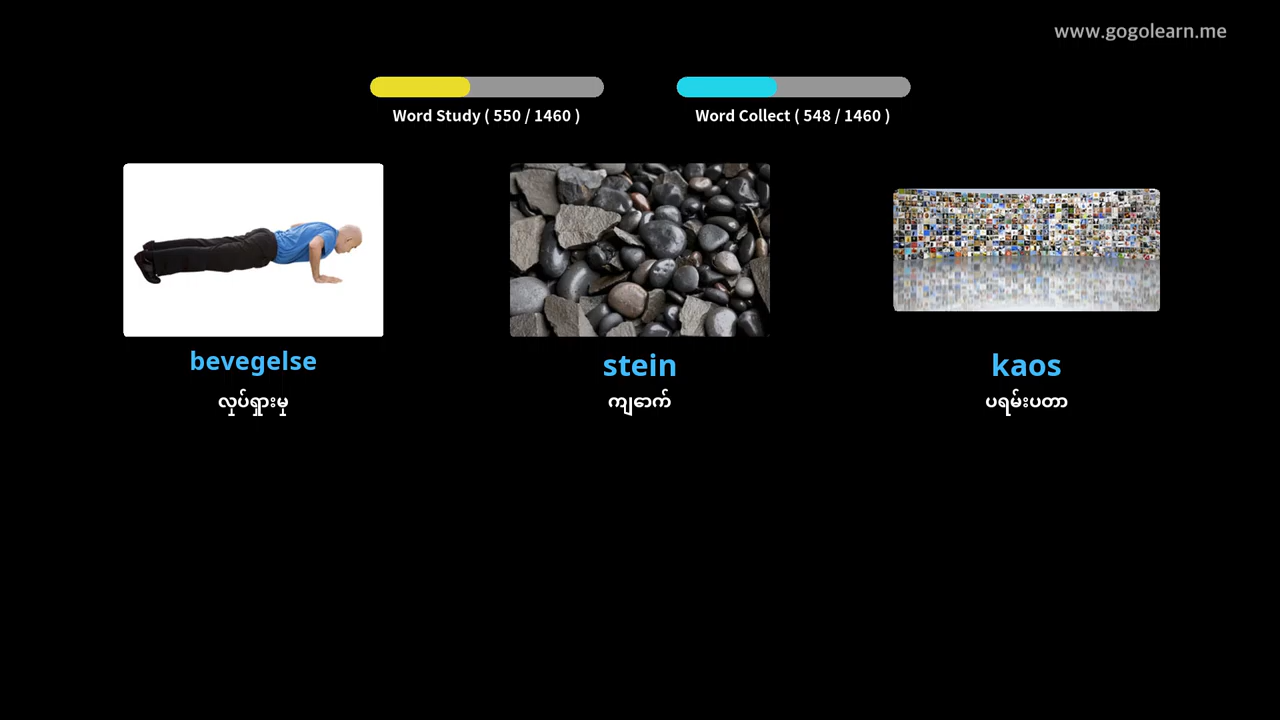 www.gogolearn.me
Word Study ( 550 / 1460 )
Word Collect ( 548 / 1460 )
bevegelse
stein
kaos
လှုပ်ရှားမှု
ကျောက်
ပရမ်းပတာ